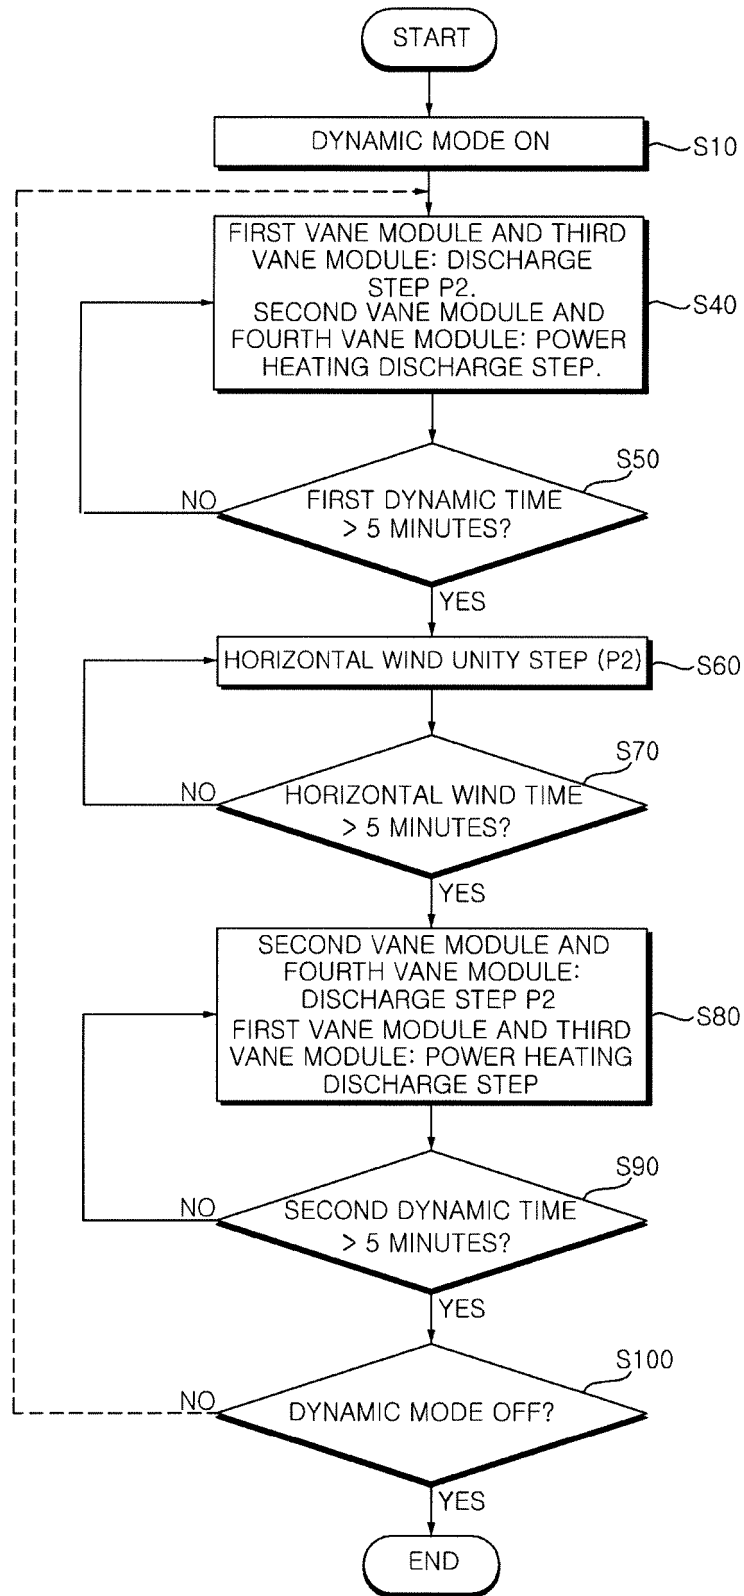 START
DYNAMIC MODE ON
S10
FIRST VANE MODULE AND THIRD
VANE MODULE: DISCHARGE
STEP P2.
SECOND VANE MODULE AND
FOURTH VANE MODULE: POWER
HEATING DISCHARGE STEP.
S40
S50
NO
FIRST DYNAMIC TIME
> 5 MINUTES?
YES
HORIZONTAL WIND UNITY STEP (P2)
S60
S70
NO
HORIZONTAL WIND TIME
> 5 MINUTES?
YES
SECOND VANE MODULE AND
FOURTH VANE MODULE:
DISCHARGE STEP P2
FIRST VANE MODULE AND THIRD
VANE MODULE: POWER HEATING
DISCHARGE STEP
S80
S90
NO
SECOND DYNAMIC TIME
> 5 MINUTES?
YES
S100
NO
DYNAMIC MODE OFF?
YES
END